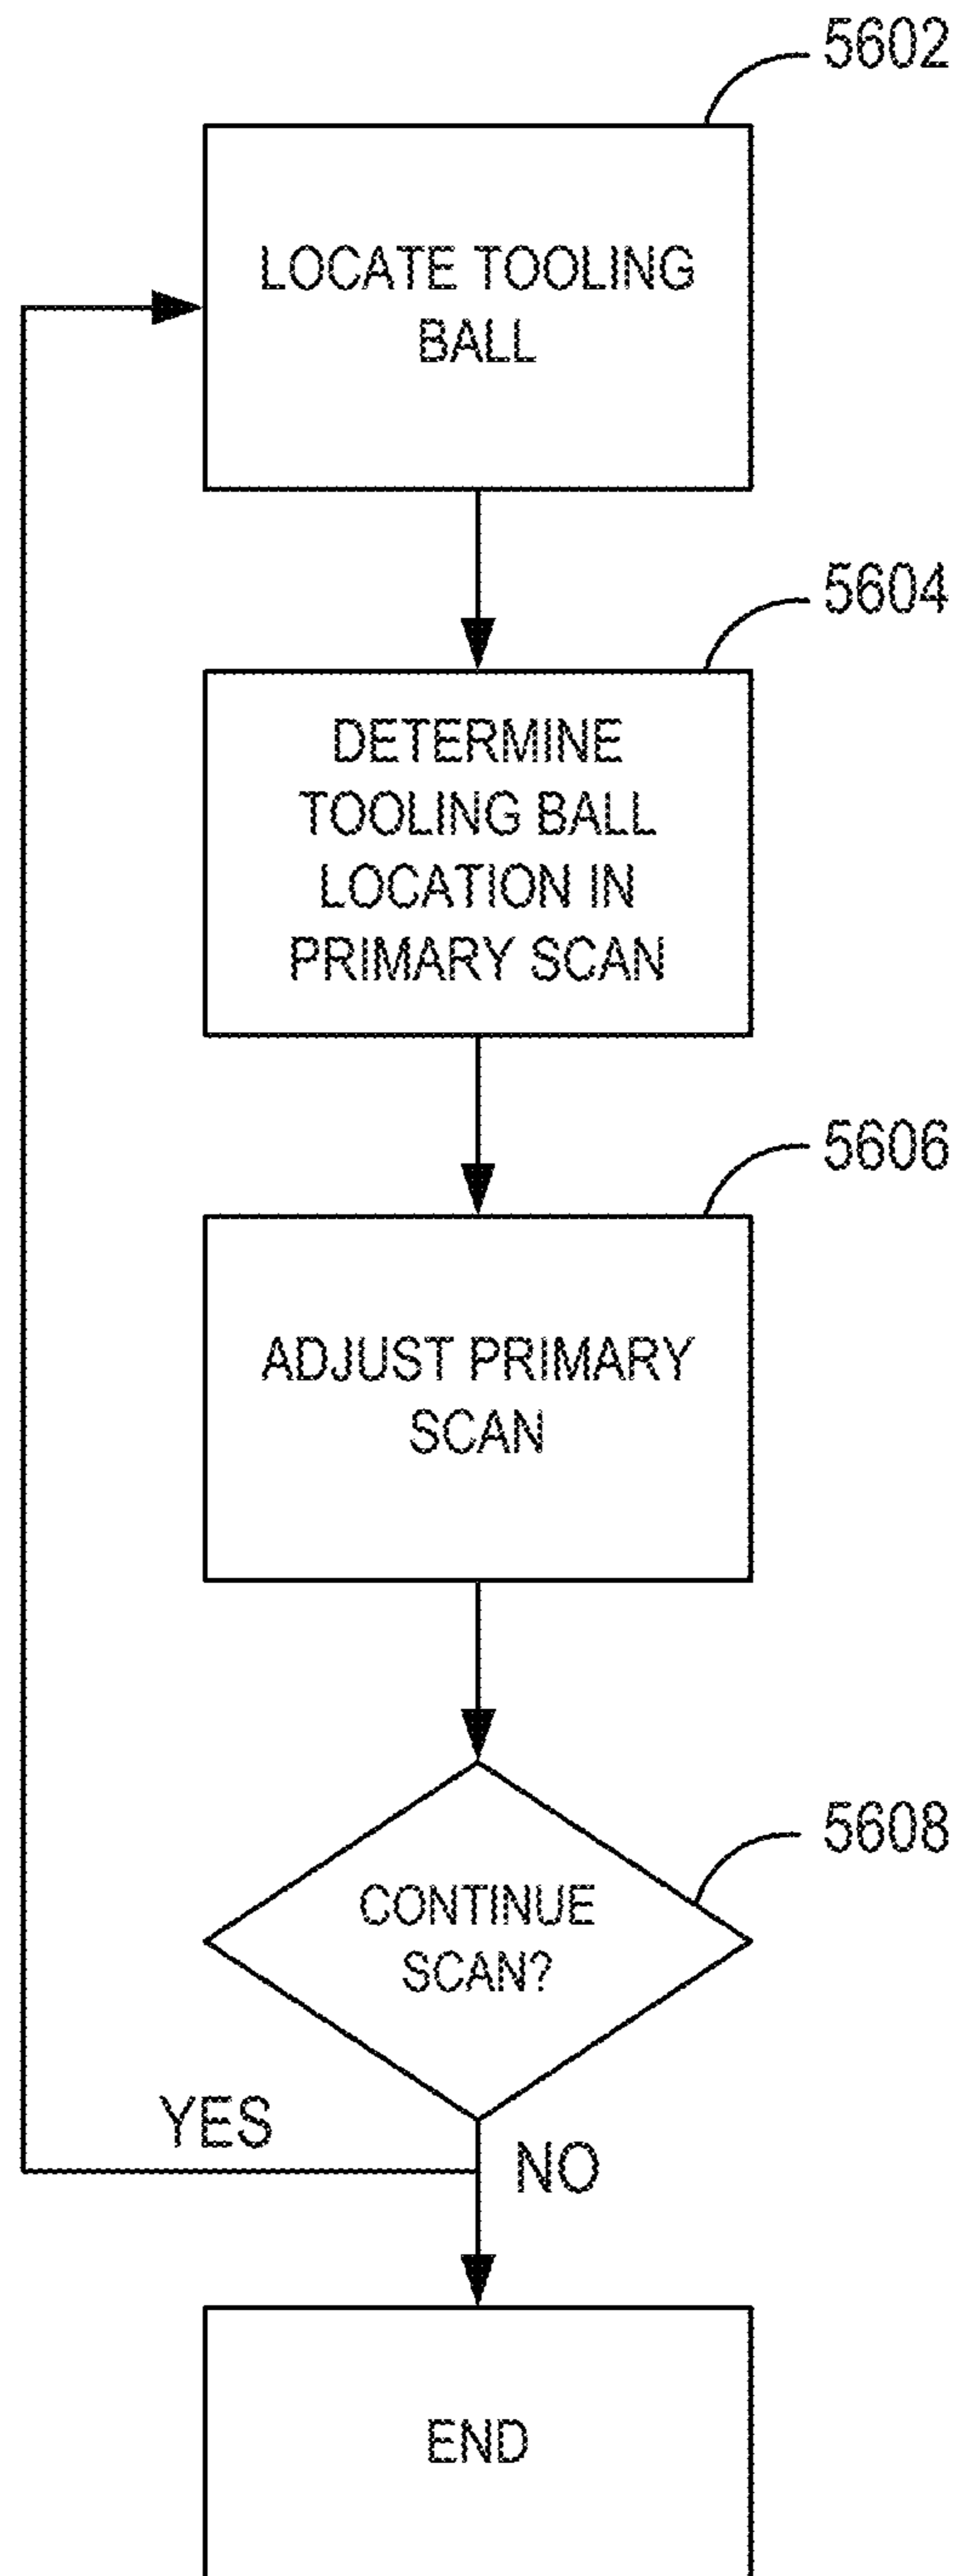 5602
LOCATE TOOLING
BALL
5604
DETERMINE
TOOLING BALL
LOCATION IN
PRIMARY SCAN
5606
ADJUST PRIMARY
SCAN
5608
CONTINUE
SCAN?
YES
NO
END